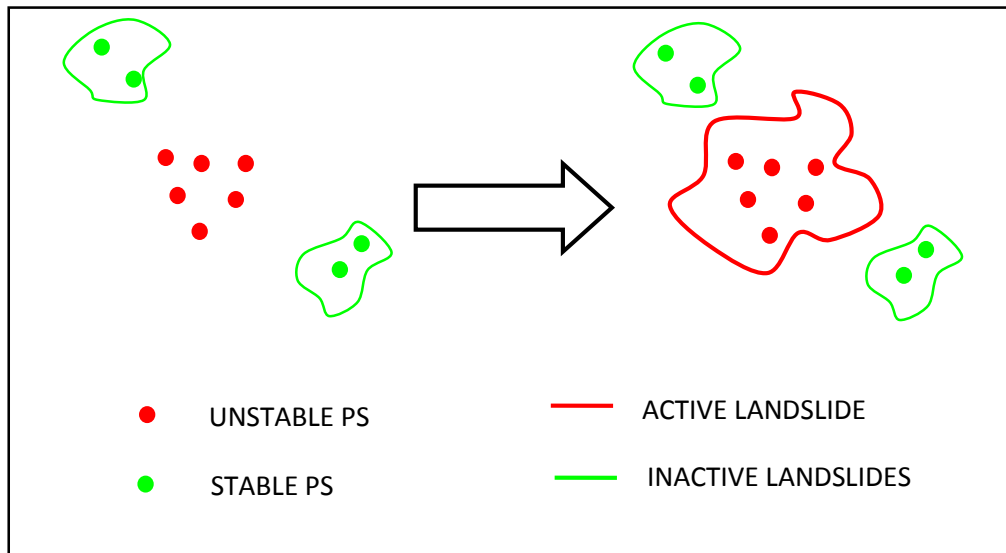 UNSTABLE PS
ACTIVE LANDSLIDE
STABLE PS
INACTIVE LANDSLIDES